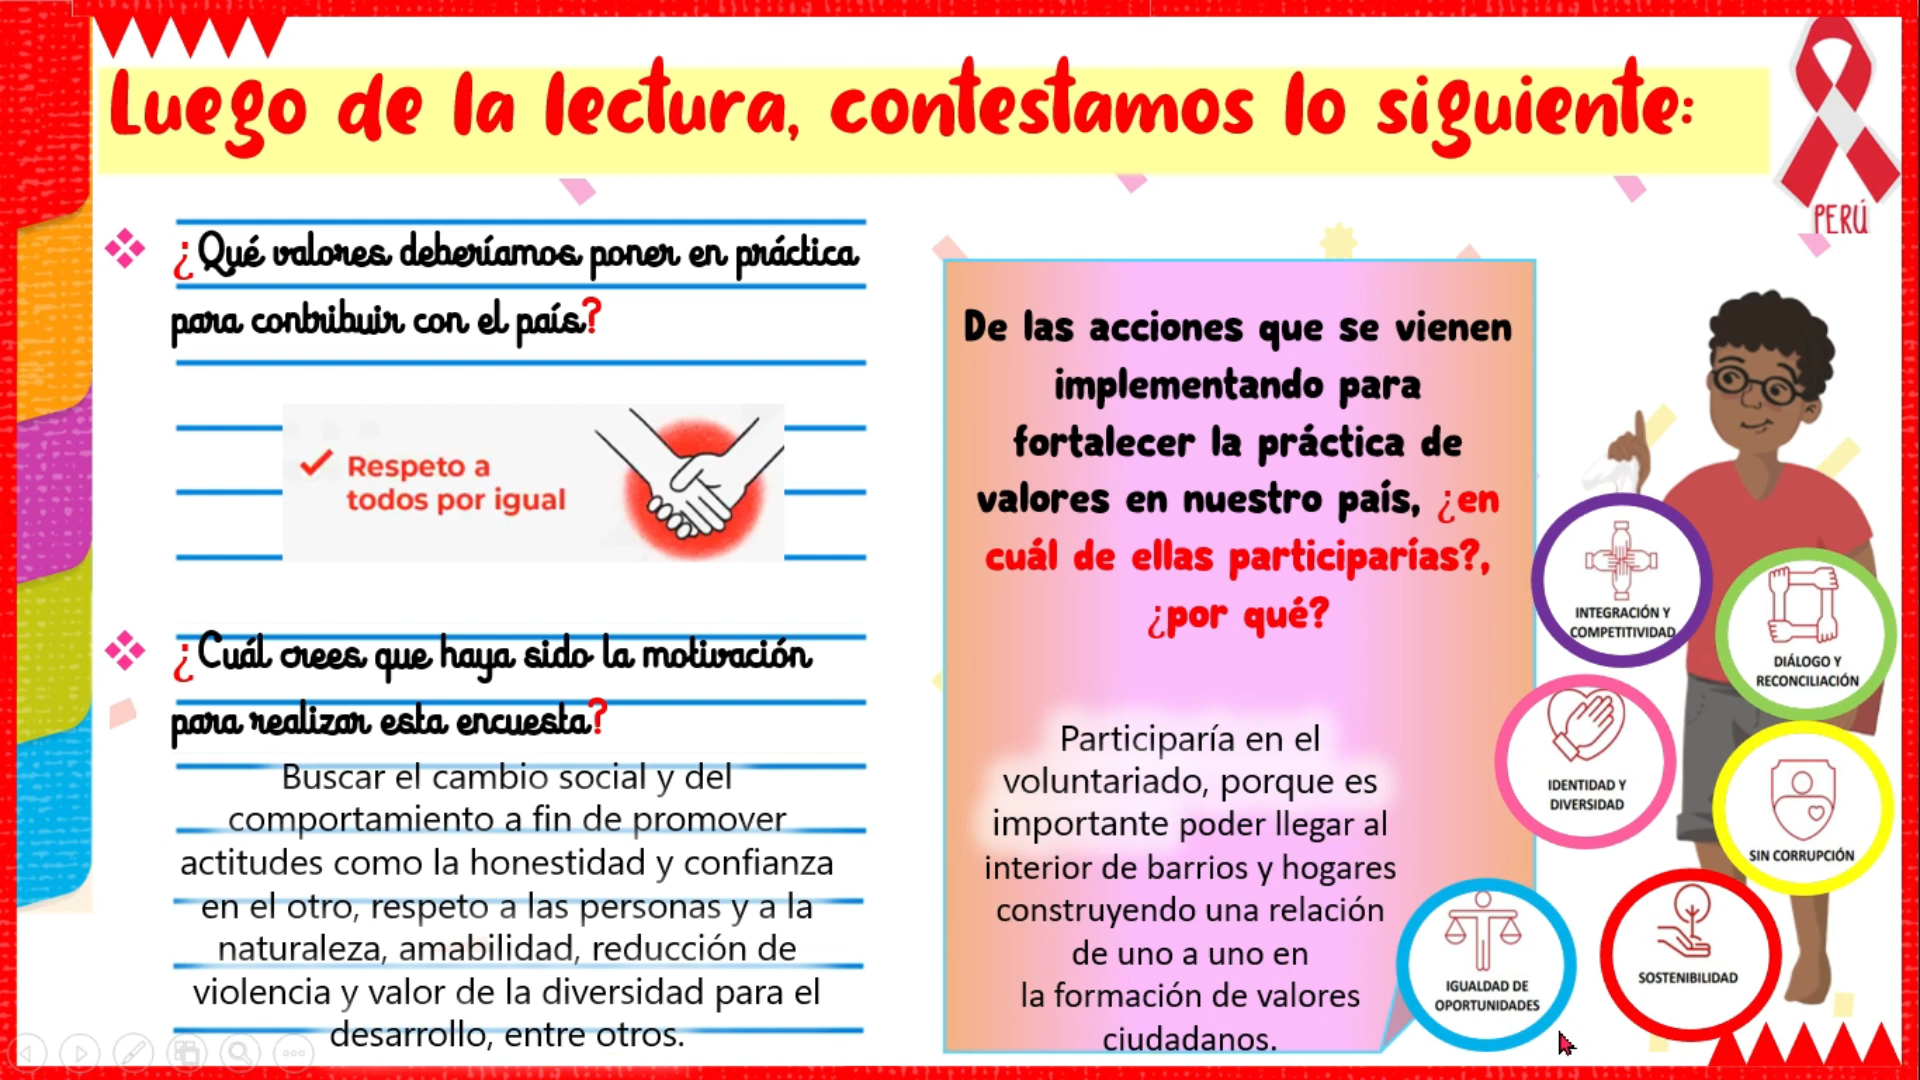 Luego de la lectura, contestamos lo siguiente:
PERÚ
¿Qué valores deberíamos poner en práctica
para contribuir con el país?
Respeto a
todos por igual
¿Cuál crees que haya sido la motivación
para realizar esta encuesta?
Buscar el cambio social y del
comportamiento a fin de promover
actitudes como la honestidad y confianza
en el otro, respeto a las personas y a la
naturaleza, amabilidad, reducción de
violencia y valor de la diversidad para el
desarrollo, entre otros.
De las acciones que se vienen
implementando para
fortalecer la práctica de
valores en nuestro país, ¿en
cuál de ellas participarías?,
¿por qué?
Participaría en el
voluntariado, porque es
importante poder llegar al
interior de barrios y hogares
construyendo una relación
de uno a uno en
la formación de valores
ciudadanos.
INTEGRACIÓN Y
COMPETITIVIDAD
DIÁLOGO Y
RECONCILIACIÓN
IDENTIDAD Y
DIVERSIDAD
SIN CORRUPCIÓN
IGUALDAD DE
OPORTUNIDADES
SOSTENIBILIDAD